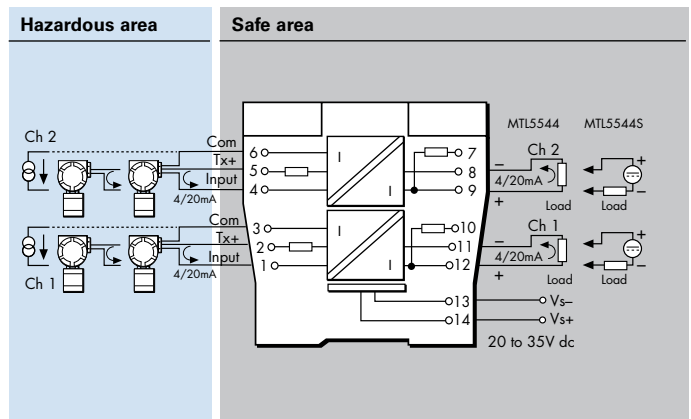 Hazardous area
Safe area
MTL5544
MTL5544S
Ch 2
Com
Tx+
Input
4/20mA
6
5
4
I
I
7
8
9
–
4/20mA
+
Ch 2
Load
+
–
Load
Com
Tx+
Input
4/20mA
Ch 1
3
2
1
I
I
10
11
12
–
4/20mA
+
Ch 1
Load
+
–
Load
13
Vs–
14
Vs+
20 to 35V dc